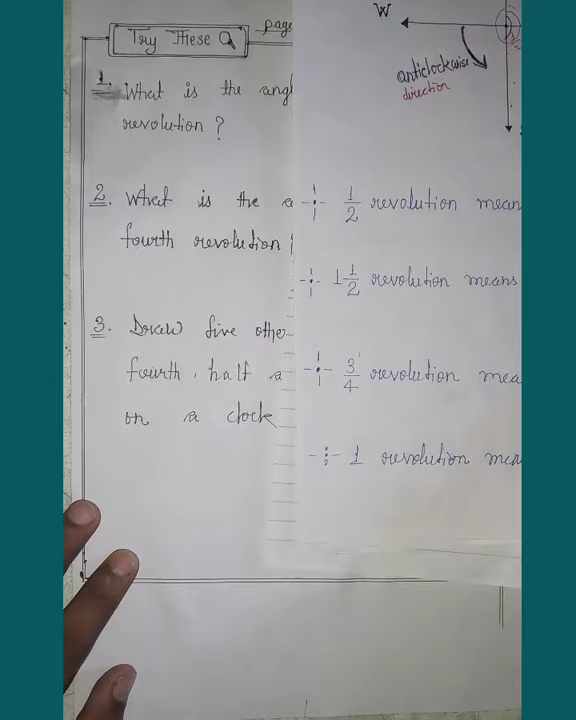 Try These
page
1. What is the angl
revolution ?
2. What is the a
fourth revolution
3. Draw five othe
fourth, half a
on a clock
W
anticlockwise
direction
1/2 revolution mean
1 1/2 revolution means
3/4 revolution mea
1 revolution mea